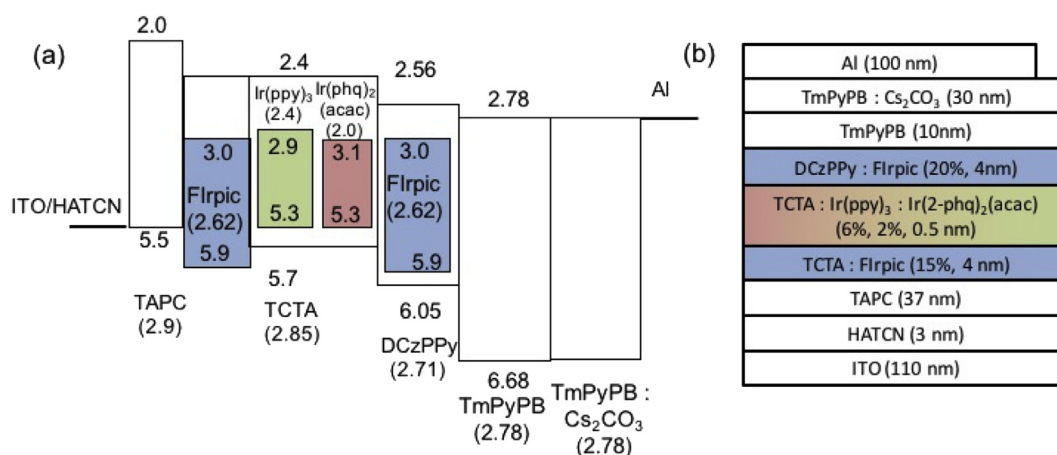 (a)
2.0
2.4
Ir(ppy)₃
(2.4)
Ir(phq)₂
(acac)
(2.0)
2.56
2.78
Al
3.0
2.9
3.1
3.0
FIrpic
(2.62)
FIrpic
(2.62)
ITO/HATCN
5.3
5.3
5.5
5.9
5.9
5.7
6.05
6.68
TAPC
(2.9)
TCTA
(2.85)
DCzPPy
(2.71)
TmPyPB
(2.78)
TmPyPB :
Cs₂CO₃
(2.78)
(b)
Al (100 nm)
TmPyPB : Cs₂CO₃ (30 nm)
TmPyPB (10nm)
DCzPPy : FIrpic (20%, 4nm)
TCTA : Ir(ppy)₃ : Ir(2-phq)₂(acac)
(6%, 2%, 0.5 nm)
TCTA : FIrpic (15%, 4 nm)
TAPC (37 nm)
HATCN (3 nm)
ITO (110 nm)